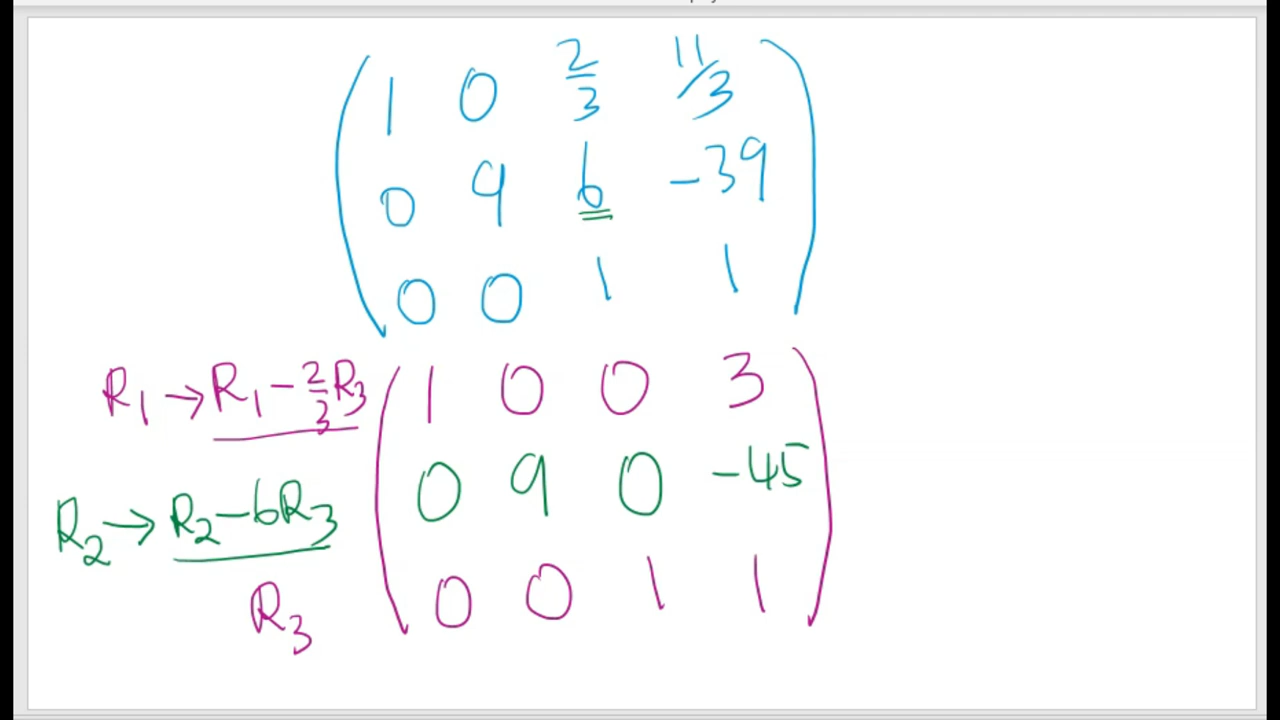 1 0 2/3 11/3
0 9 6 -39
0 0 1 1
R₁ → R₁ - 2/3 R₃ 1 0 0 3
R₂ → R₂ - 6R₃ 0 9 0 -45
R₃ 0 0 1 1